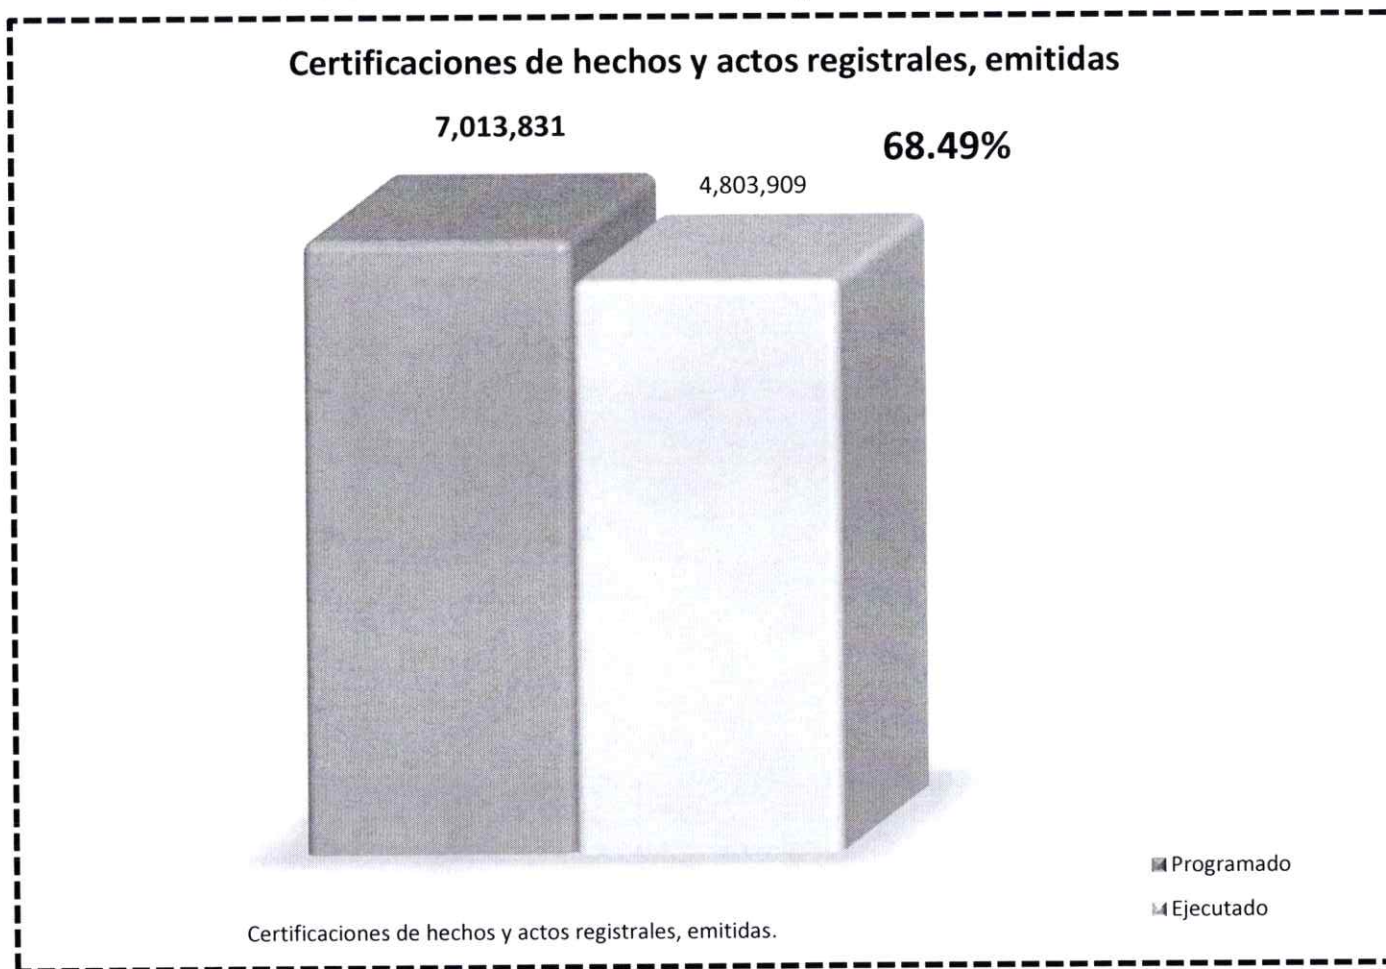 Certificaciones de hechos y actos registrales, emitidas
7,013,831
68.49%
4,803,909
Programado
Ejecutado
Certificaciones de hechos y actos registrales, emitidas.